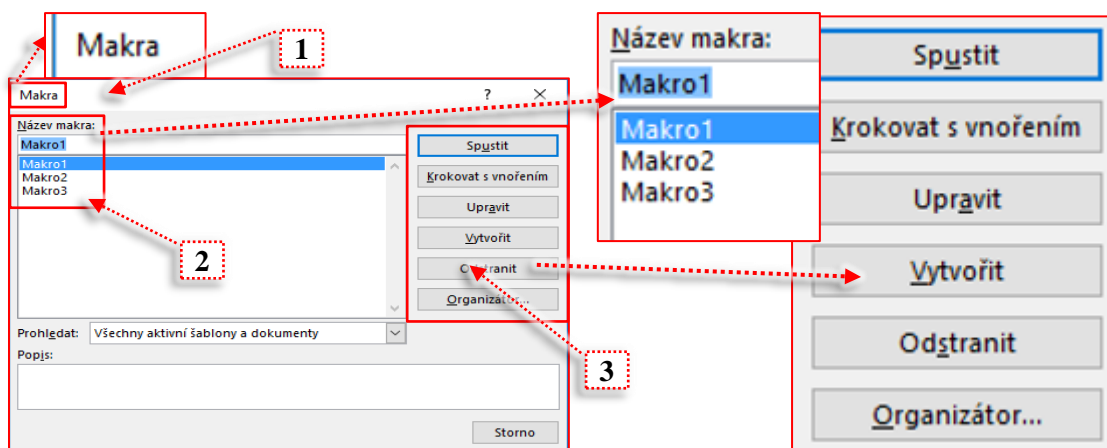 Makra
1
Makra
?
Název makra:
Makro1
Makro1
Makro2
Makro3
Spustit
Krokovat s vnořením
Upravit
Vytvořit
Odstranit
Organizátor...
2
Prohledat: Všechny aktivní šablony a dokumenty
Popis:
3
Storno
Název makra:
Makro1
Makro1
Makro2
Makro3
Spustit
Krokovat s vnořením
Upravit
Vytvořit
Odstranit
Organizátor...